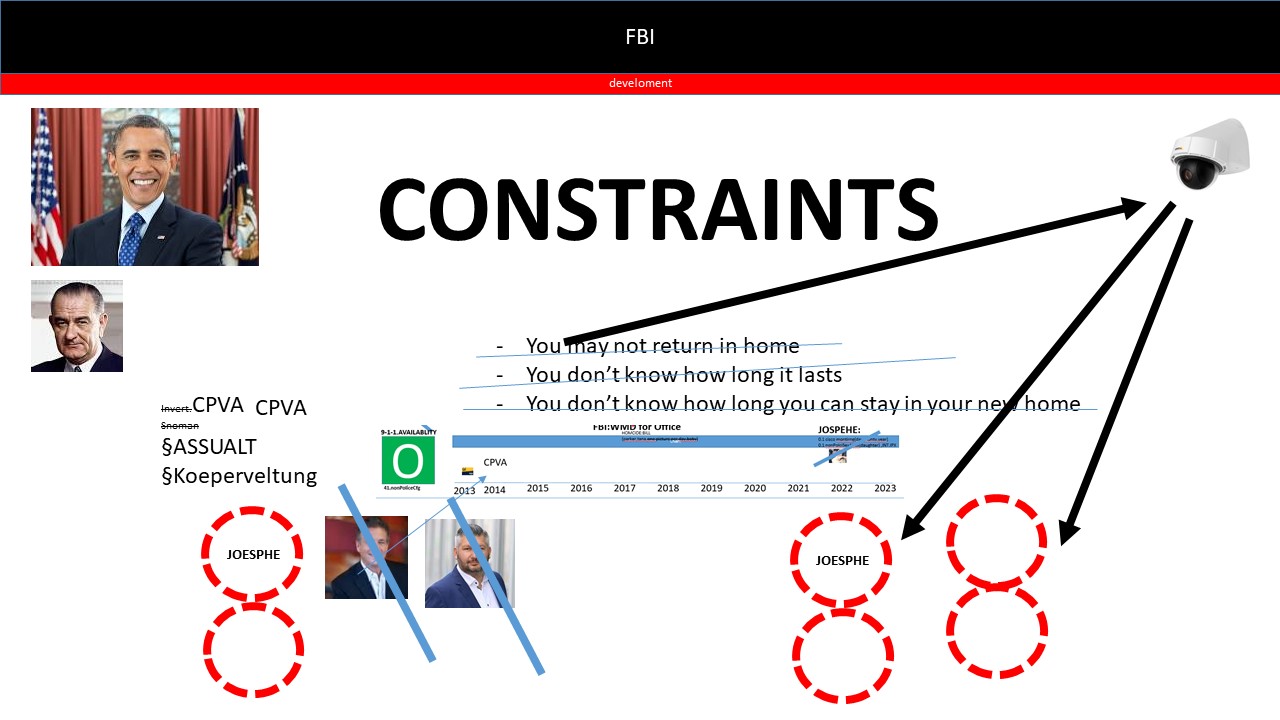 FBI
develoment
CONSTRAINTS
- You may not return in home
- You don't know how long it lasts
- You don't know how long you can stay in your new home
Invert.CPVA CPVA
Snoman
§ASSUALT
§Koeperveltung
9-1-1.AVAILABLITY
O
41.nonPoliceCfg
FBI:WMD for Office
HOMICIDE-BILL
JOSPEHE:
CPVA
2013 2014 2015 2016 2017 2018 2019 2020 2021 2022 2023
JOESPHE
JOESPHE